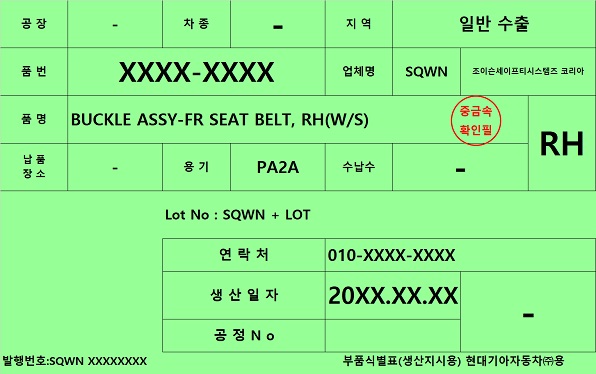 공 장 - 차 종 - 지 역 일반 수출
품 번 XXXX-XXXX 업체명 SQWN 조이슨세이프티시스템즈 코리아
품 명 BUCKLE ASSY-FR SEAT BELT, RH(W/S) 중금속
확인필
RH
납 품
장 소 - 용 기 PA2A 수납수 -
Lot No : SQWN + LOT
연 락 처 010-XXXX-XXXX
생 산 일 자 20XX.XX.XX -
공 정 N o
발행번호:SQWN XXXXXXXX 부품식별표(생산지시용) 현대기아자동차㈜용